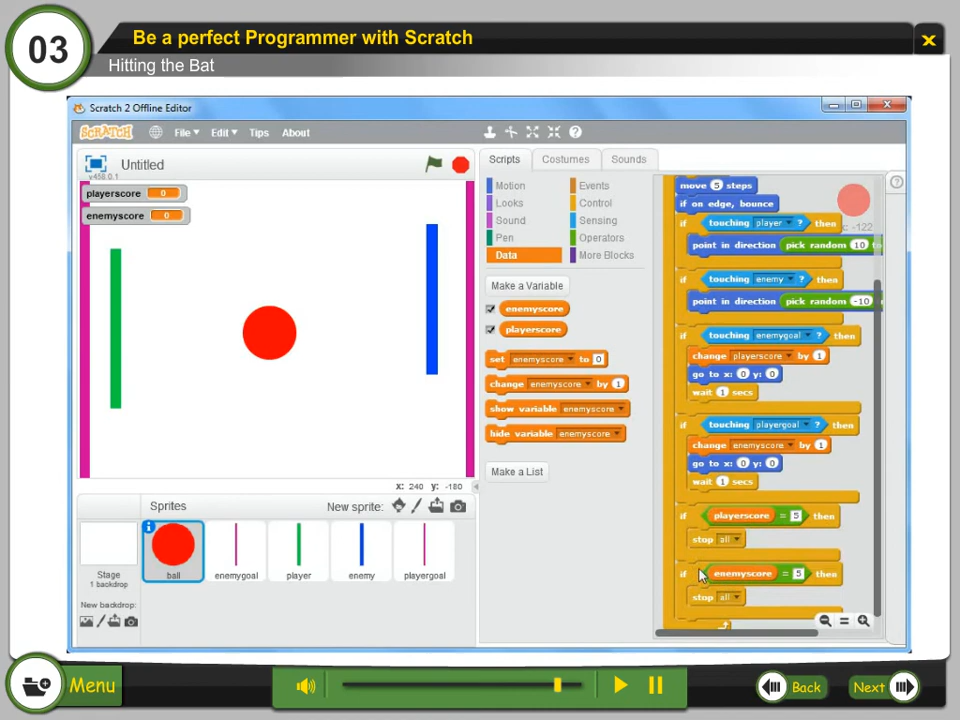 03
Be a perfect Programmer with Scratch
Hitting the Bat
Scratch 2 Offline Editor
SCRATCH File Edit Tips About
v458.0.1
Untitled
playerscore 0
enemyscore 0
x: 240 y: -180
Sprites New sprite:
Stage
1 backdrop
New backdrop:
ball
enemygoal
player
enemy
playergoal
Scripts Costumes Sounds
Motion Events
Looks Control
Sound Sensing
Pen Operators
Data More Blocks
Make a Variable
enemyscore
playerscore
set enemyscore to 0
change enemyscore by 1
show variable enemyscore
hide variable enemyscore
Make a List
move 5 steps
if on edge, bounce
if touching player ? then
point in direction pick random 10
if touching enemy ? then
point in direction pick random -10
if touching enemygoal ? then
change playerscore by 1
go to x: 0 y: 0
wait 1 secs
if touching playergoal ? then
change enemyscore by 1
go to x: 0 y: 0
wait 1 secs
if playerscore = 5 then
stop all
if enemyscore = 5 then
stop all
x: -122
Menu
Back
Next